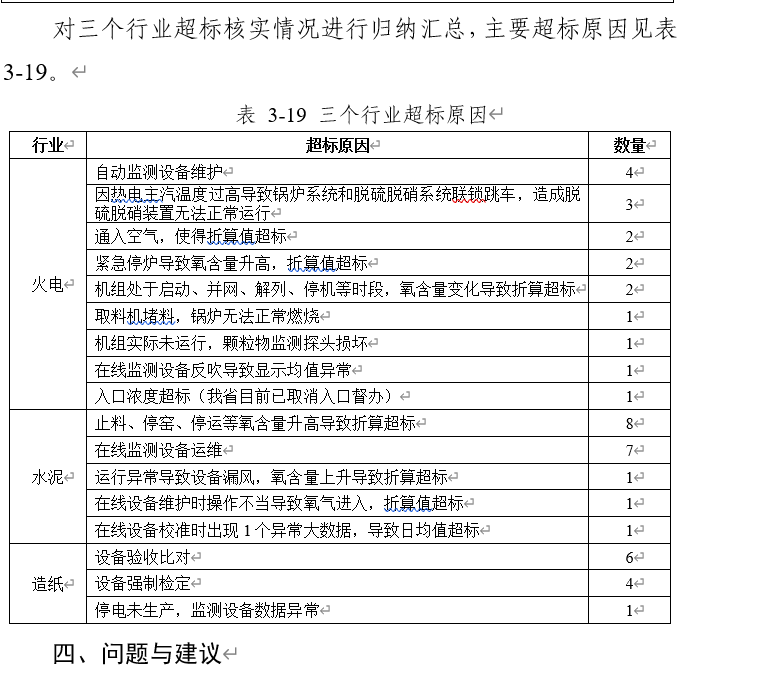 对三个行业超标核实情况进行归纳汇总，主要超标原因见表
3-19。
表 3-19 三个行业超标原因
行业 超标原因 数量
火电
自动监测设备维护 4
因热电主汽温度过高导致锅炉系统和脱硫脱硝系统联锁跳车，造成脱
硫脱硝装置无法正常运行 3
通入空气，使得折算值超标 2
紧急停炉导致氧含量升高，折算值超标 2
机组处于启动、并网、解列、停机等时段，氧含量变化导致折算超标 2
取料机堵料，锅炉无法正常燃烧 1
机组实际未运行，颗粒物监测探头损坏 1
在线监测设备反吹导致显示均值异常 1
入口浓度超标（我省目前已取消入口督办） 1
水泥
止料、停窑、停运等氧含量升高导致折算超标 8
在线监测设备运维 7
运行异常导致设备漏风，氧含量上升导致折算超标 1
在线设备维护时操作不当导致氧气进入，折算值超标 1
在线设备校准时出现 1 个异常大数据，导致日均值超标 1
造纸
设备验收比对 6
设备强制检定 4
停电未生产，监测设备数据异常 1
四、问题与建议